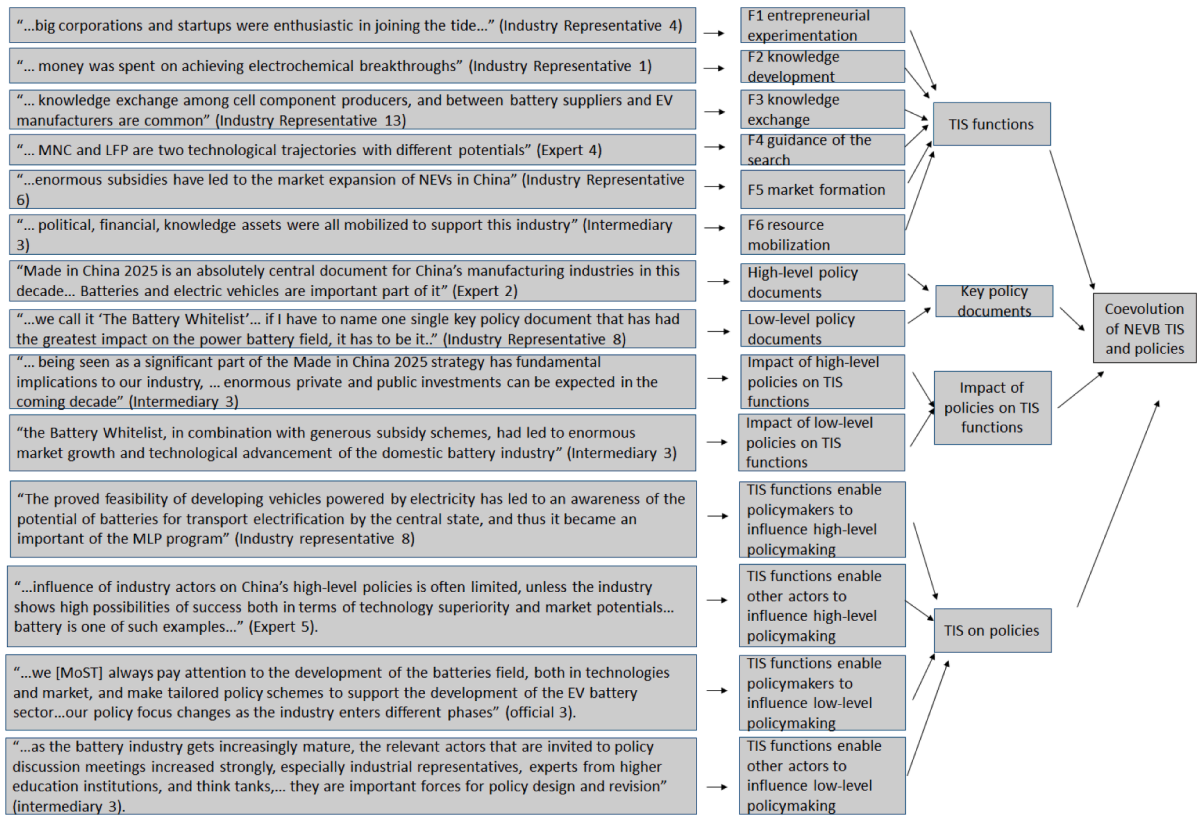 “…big corporations and startups were enthusiastic in joining the tide…” (Industry Representative 4)
F1 entrepreneurial
experimentation
“… money was spent on achieving electrochemical breakthroughs” (Industry Representative 1)
F2 knowledge
development
“… knowledge exchange among cell component producers, and between battery suppliers and EV
manufacturers are common” (Industry Representative 13)
F3 knowledge
exchange
“… MNC and LFP are two technological trajectories with different potentials” (Expert 4)
F4 guidance of the
search
“…enormous subsidies have led to the market expansion of NEVs in China” (Industry Representative
6)
F5 market formation
“… political, financial, knowledge assets were all mobilized to support this industry” (Intermediary
3)
F6 resource
mobilization
TIS functions
“Made in China 2025 is an absolutely central document for China’s manufacturing industries in this
decade… Batteries and electric vehicles are important part of it” (Expert 2)
High-level policy
documents
“…we call it ‘The Battery Whitelist’… if I have to name one single key policy document that has had
the greatest impact on the power battery field, it has to be it..” (Industry Representative 8)
Low-level policy
documents
Key policy
documents
“… being seen as a significant part of the Made in China 2025 strategy has fundamental
implications to our industry, … enormous private and public investments can be expected in the
coming decade” (Intermediary 3)
Impact of high-level
policies on TIS
functions
“the Battery Whitelist, in combination with generous subsidy schemes, had led to enormous
market growth and technological advancement of the domestic battery industry” (Intermediary 3)
Impact of low-level
policies on TIS
functions
Impact of
policies on TIS
functions
“The proved feasibility of developing vehicles powered by electricity has led to an awareness of the
potential of batteries for transport electrification by the central state, and thus it became an
important of the MLP program” (Industry representative 8)
TIS functions enable
policymakers to
influence high-level
policymaking
“…influence of industry actors on China’s high-level policies is often limited, unless the industry
shows high possibilities of success both in terms of technology superiority and market potentials…
battery is one of such examples…” (Expert 5).
TIS functions enable
other actors to
influence high-level
policymaking
“…we [MoST] always pay attention to the development of the batteries field, both in technologies
and market, and make tailored policy schemes to support the development of the EV battery
sector…our policy focus changes as the industry enters different phases” (official 3).
TIS functions enable
policymakers to
influence low-level
policymaking
“…as the battery industry gets increasingly mature, the relevant actors that are invited to policy
discussion meetings increased strongly, especially industrial representatives, experts from higher
education institutions, and think tanks,… they are important forces for policy design and revision”
(intermediary 3).
TIS functions enable
other actors to
influence low-level
policymaking
TIS on policies
Coevolution
of NEVB TIS
and policies